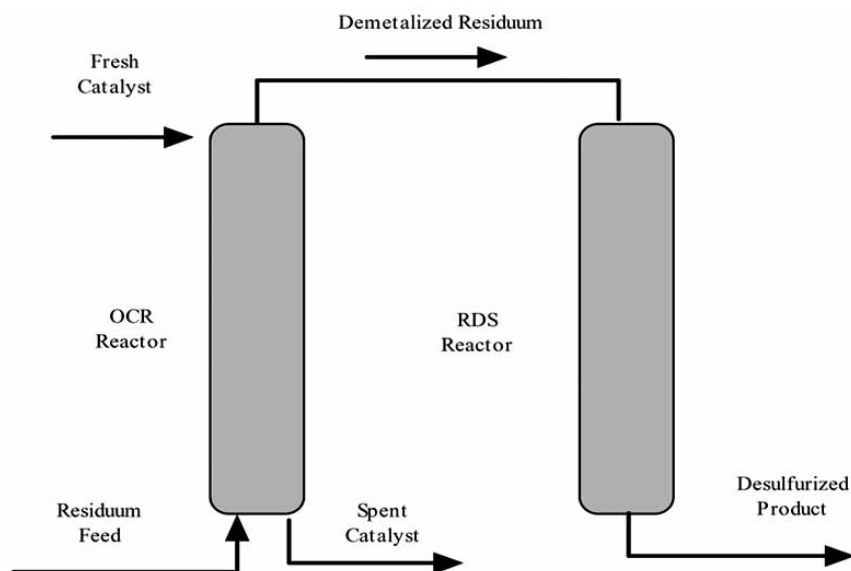 Demetalized Residuum
Fresh
Catalyst
OCR
Reactor
RDS
Reactor
Residuum
Feed
Spent
Catalyst
Desulfurized
Product